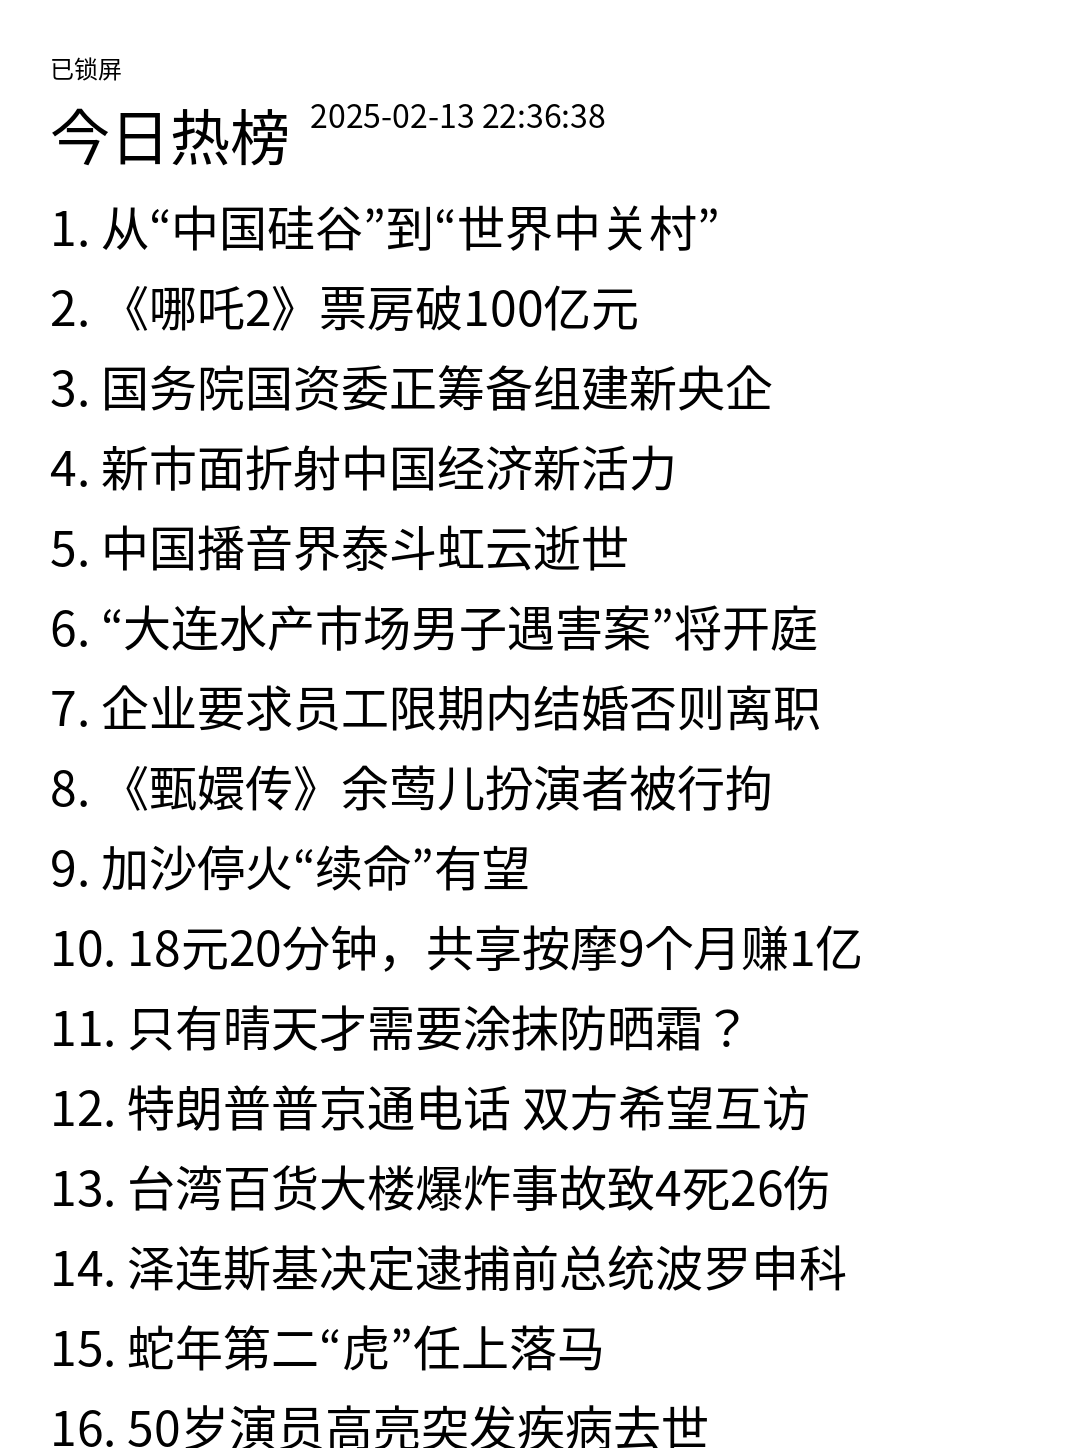 已锁屏
今日热榜 2025-02-13 22:36:38
1. 从“中国硅谷”到“世界中关村”
2. 《哪吒2》票房破100亿元
3. 国务院国资委正筹备组建新央企
4. 新市面折射中国经济新活力
5. 中国播音界泰斗虹云逝世
6. “大连水产市场男子遇害案”将开庭
7. 企业要求员工限期内结婚否则离职
8. 《甄嬛传》余莺儿扮演者被行拘
9. 加沙停火“续命”有望
10. 18元20分钟，共享按摩9个月赚1亿
11. 只有晴天才需要涂抹防晒霜？
12. 特朗普普京通电话 双方希望互访
13. 台湾百货大楼爆炸事故致4死26伤
14. 泽连斯基决定逮捕前总统波罗申科
15. 蛇年第二“虎”任上落马
16. 50岁演员高亮突发疾病去世